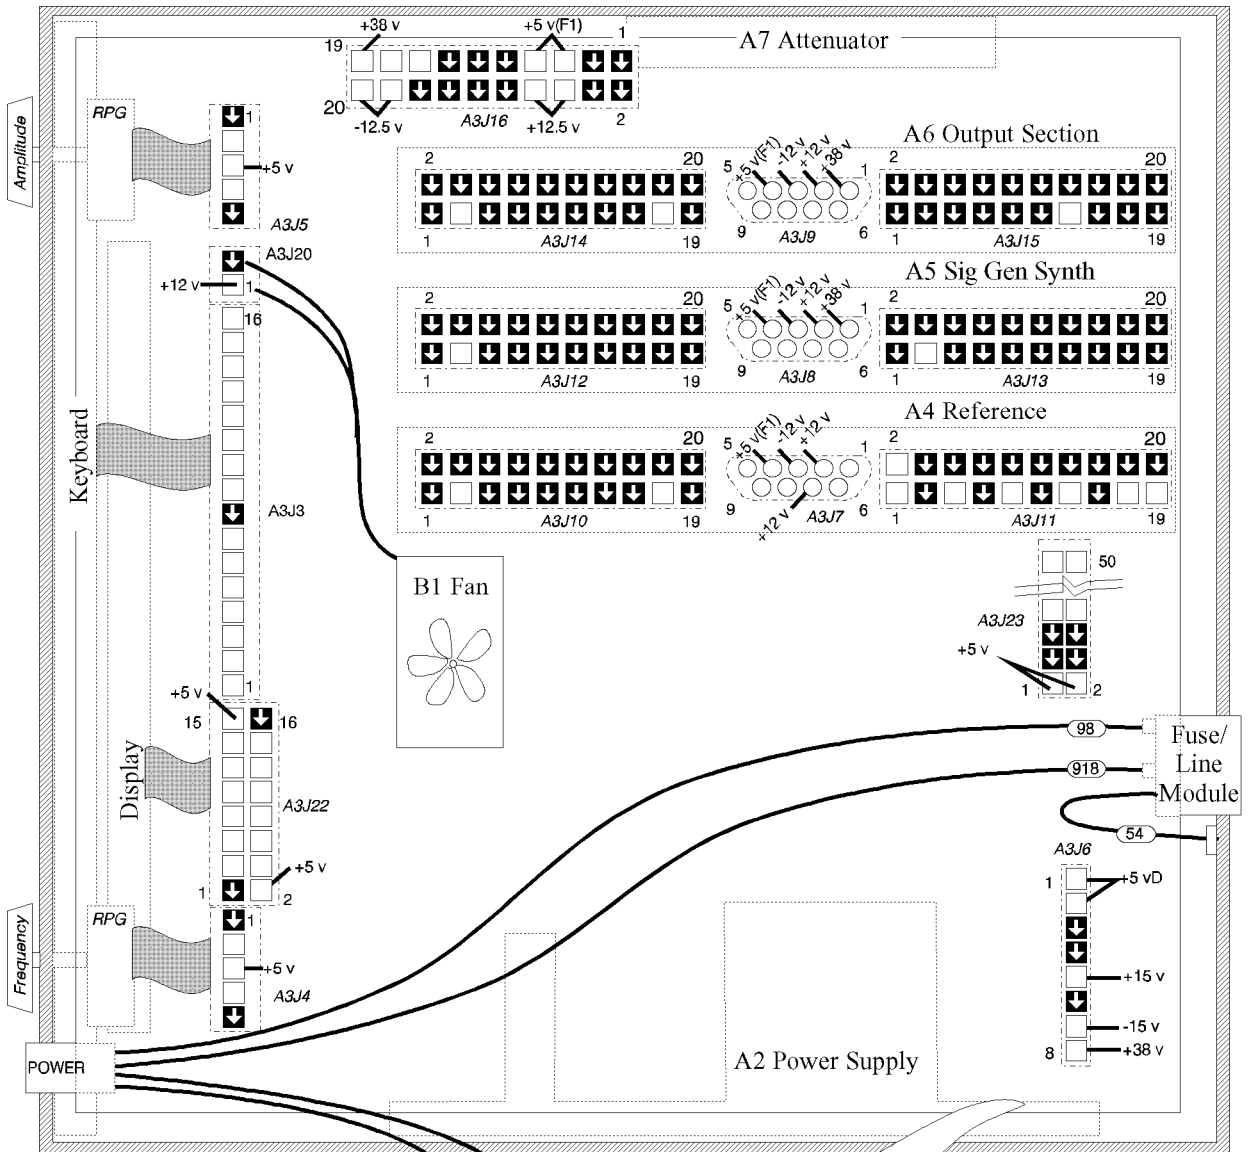 +38 v
+5 v(F1)
19
1
A7 Attenuator
20
-12.5 v
A3J16
+12.5 v
2
Amplitude
RPG
1
+5 v
A3J5
A6 Output Section
2
20
5
+5 v(F1)
-12 v
+12 v
+38 v
1
2
20
1
A3J14
19
9
A3J9
6
1
A3J15
19
A3J20
+12 v
1
A5 Sig Gen Synth
2
20
5
+5 v(F1)
-12 v
+12 v
+38 v
1
2
20
1
A3J12
19
9
A3J8
6
1
A3J13
19
16
Keyboard
A3J3
1
A4 Reference
2
20
5
+5 v(F1)
-12 v
+12 v
1
2
20
1
A3J10
19
9
+12 v
A3J7
6
1
A3J11
19
B1 Fan
50
A3J23
+5 v
1
2
+5 v
15
16
Display
A3J22
+5 v
1
2
98
918
54
Fuse/
Line
Module
A3J6
1
+5 vD
+15 v
-15 v
8
+38 v
Frequency
RPG
1
+5 v
A3J4
POWER
A2 Power Supply